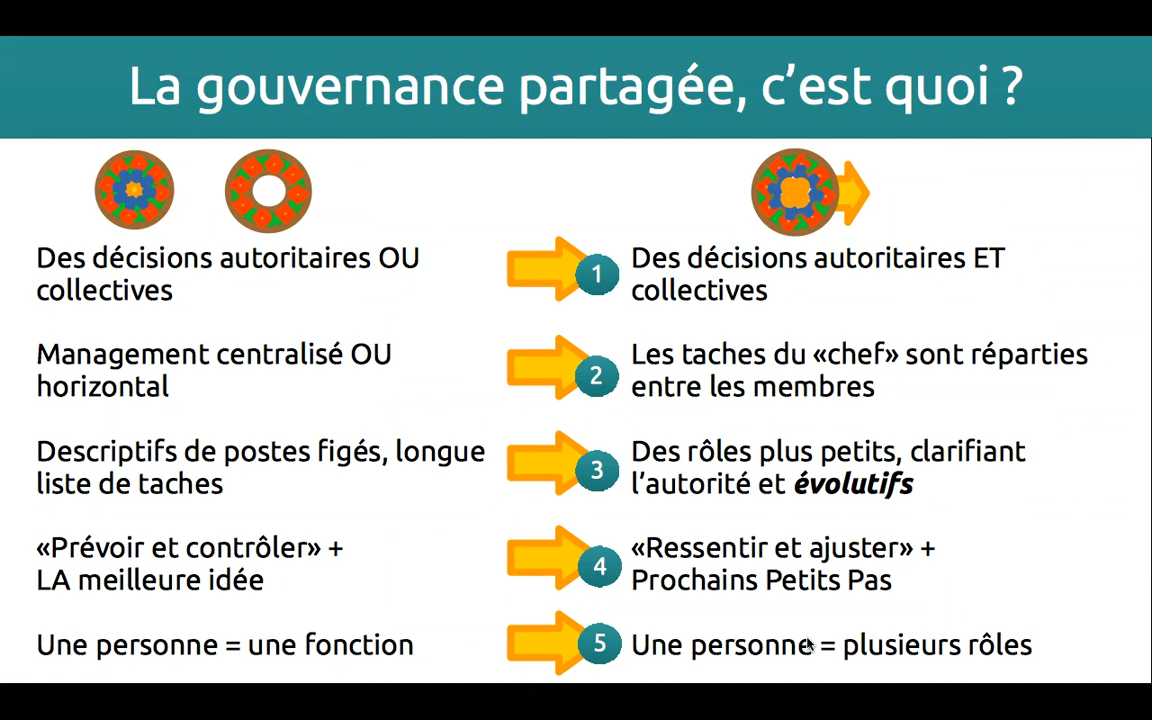 La gouvernance partagée, c’est quoi ?
Des décisions autoritaires OU
collectives
1
Des décisions autoritaires ET
collectives
Management centralisé OU
horizontal
2
Les taches du «chef» sont réparties
entre les membres
Descriptifs de postes figés, longue
liste de taches
3
Des rôles plus petits, clarifiant
l’autorité et évolutifs
«Prévoir et contrôler» +
LA meilleure idée
4
«Ressentir et ajuster» +
Prochains Petits Pas
Une personne = une fonction
5
Une personne = plusieurs rôles